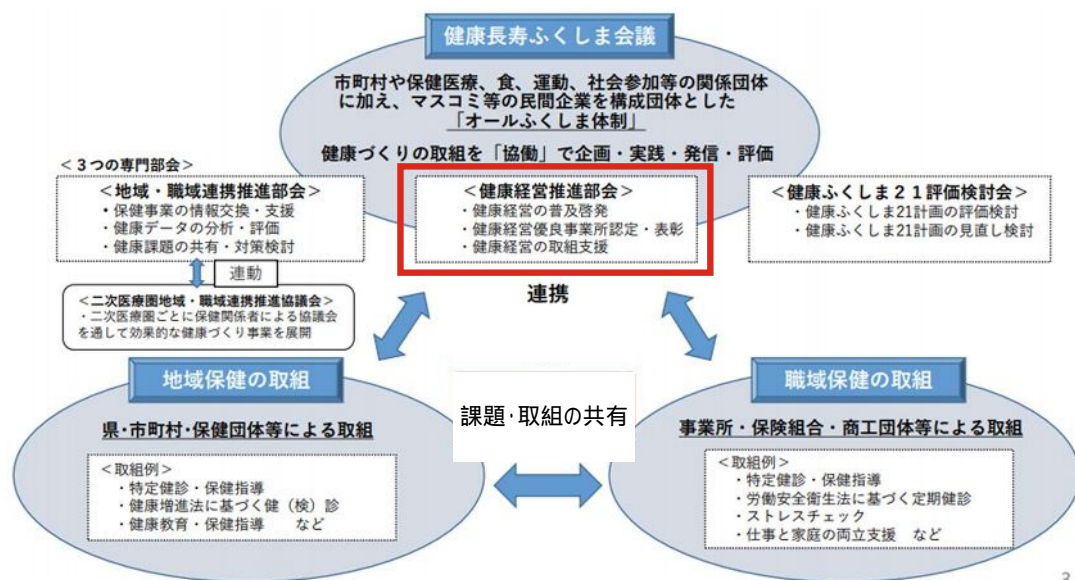 健康長寿ふくしま会議
市町村や保健医療、食、運動、社会参加等の関係団体
に加え、マスコミ等の民間企業を構成団体とした
「オールふくしま体制」
健康づくりの取組を「協働」で企画・実践・発信・評価
＜３つの専門部会＞
＜地域・職域連携推進部会＞
・保健事業の情報交換・支援
・健康データの分析・評価
・健康課題の共有・対策検討
＜健康経営推進部会＞
・健康経営の普及啓発
・健康経営優良事業所認定・表彰
・健康経営の取組支援
＜健康ふくしま２１評価検討会＞
・健康ふくしま21計画の評価検討
・健康ふくしま21計画の見直し検討
連動
＜二次医療圏地域・職域連携推進協議会＞
・二次医療圏ごとに保健関係者による協議会
を通して効果的な健康づくり事業を展開
連携
地域保健の取組
県・市町村・保健団体等による取組
＜取組例＞
・特定健診・保健指導
・健康増進法に基づく健（検）診
・健康教育・保健指導　など
課題・取組の共有
職域保健の取組
事業所・保険組合・商工団体等による取組
＜取組例＞
・特定健診・保健指導
・労働安全衛生法に基づく定期健診
・ストレスチェック
・仕事と家庭の両立支援　など
3